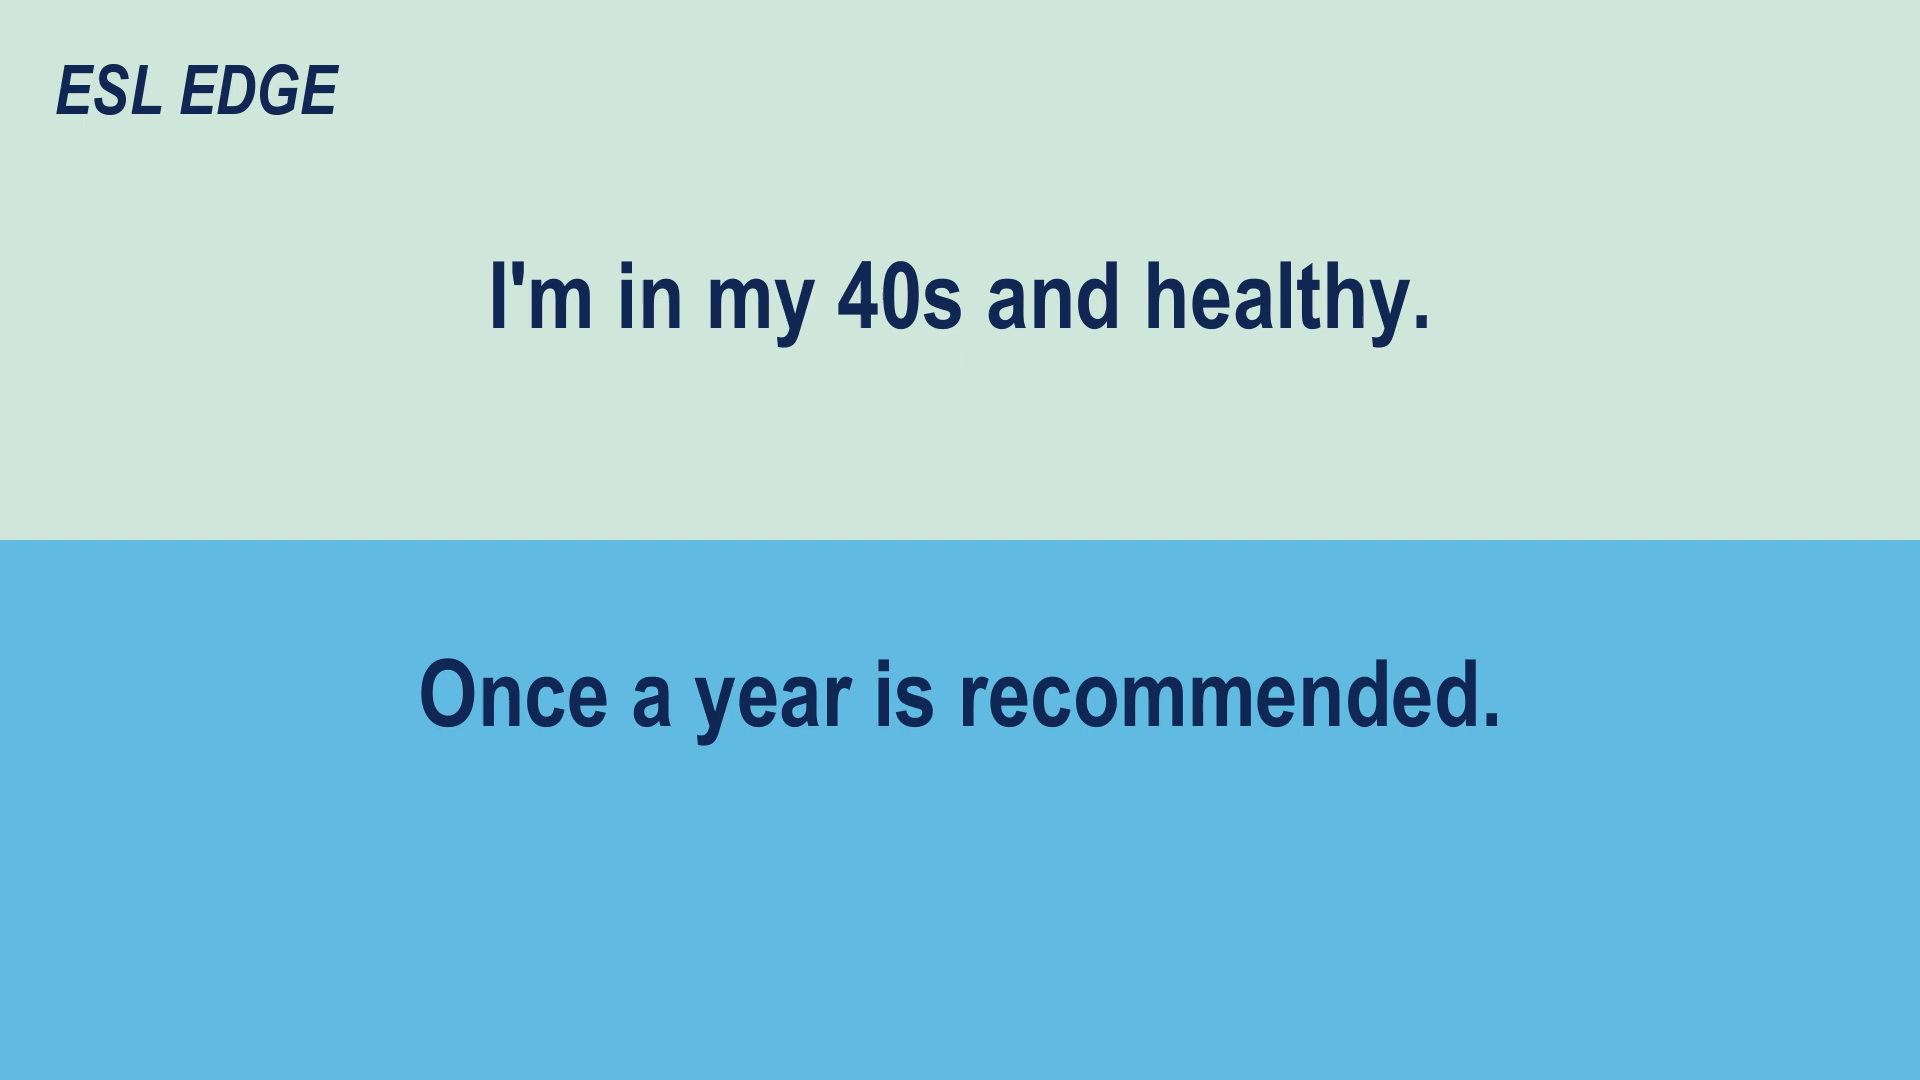 ESL EDGE
I'm in my 40s and healthy.
Once a year is recommended.